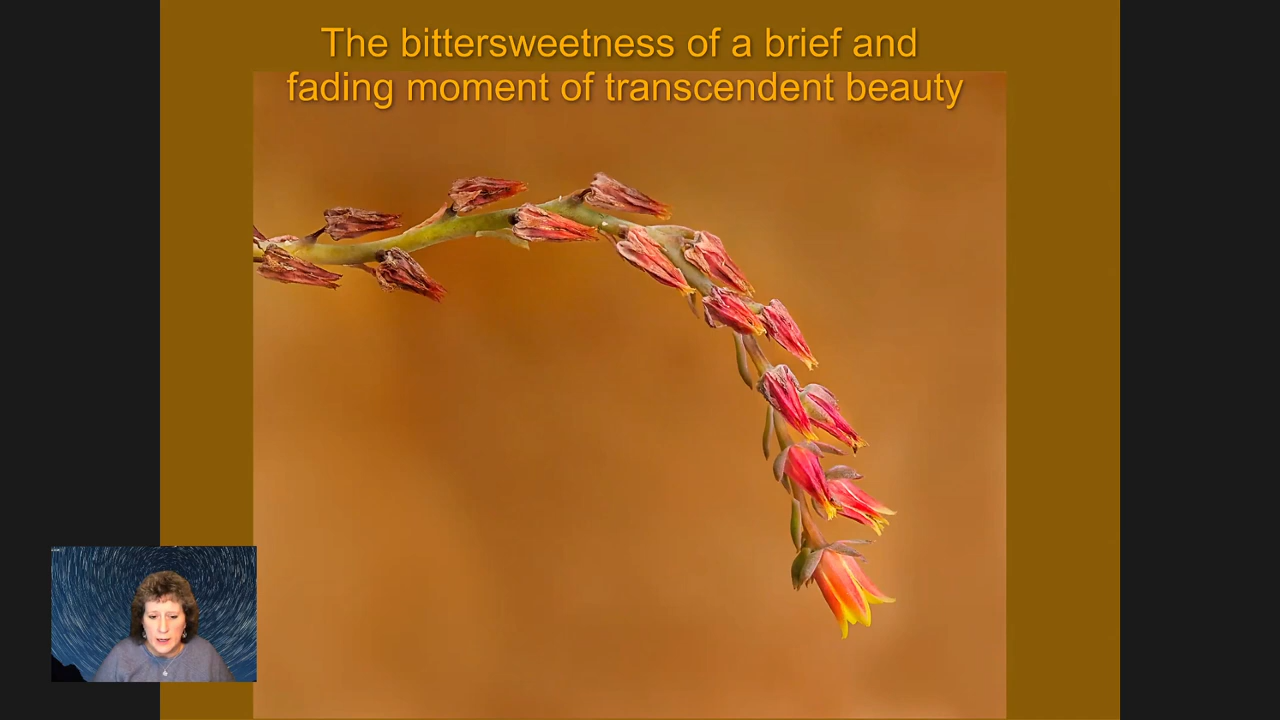 The bittersweetness of a brief and
fading moment of transcendent beauty